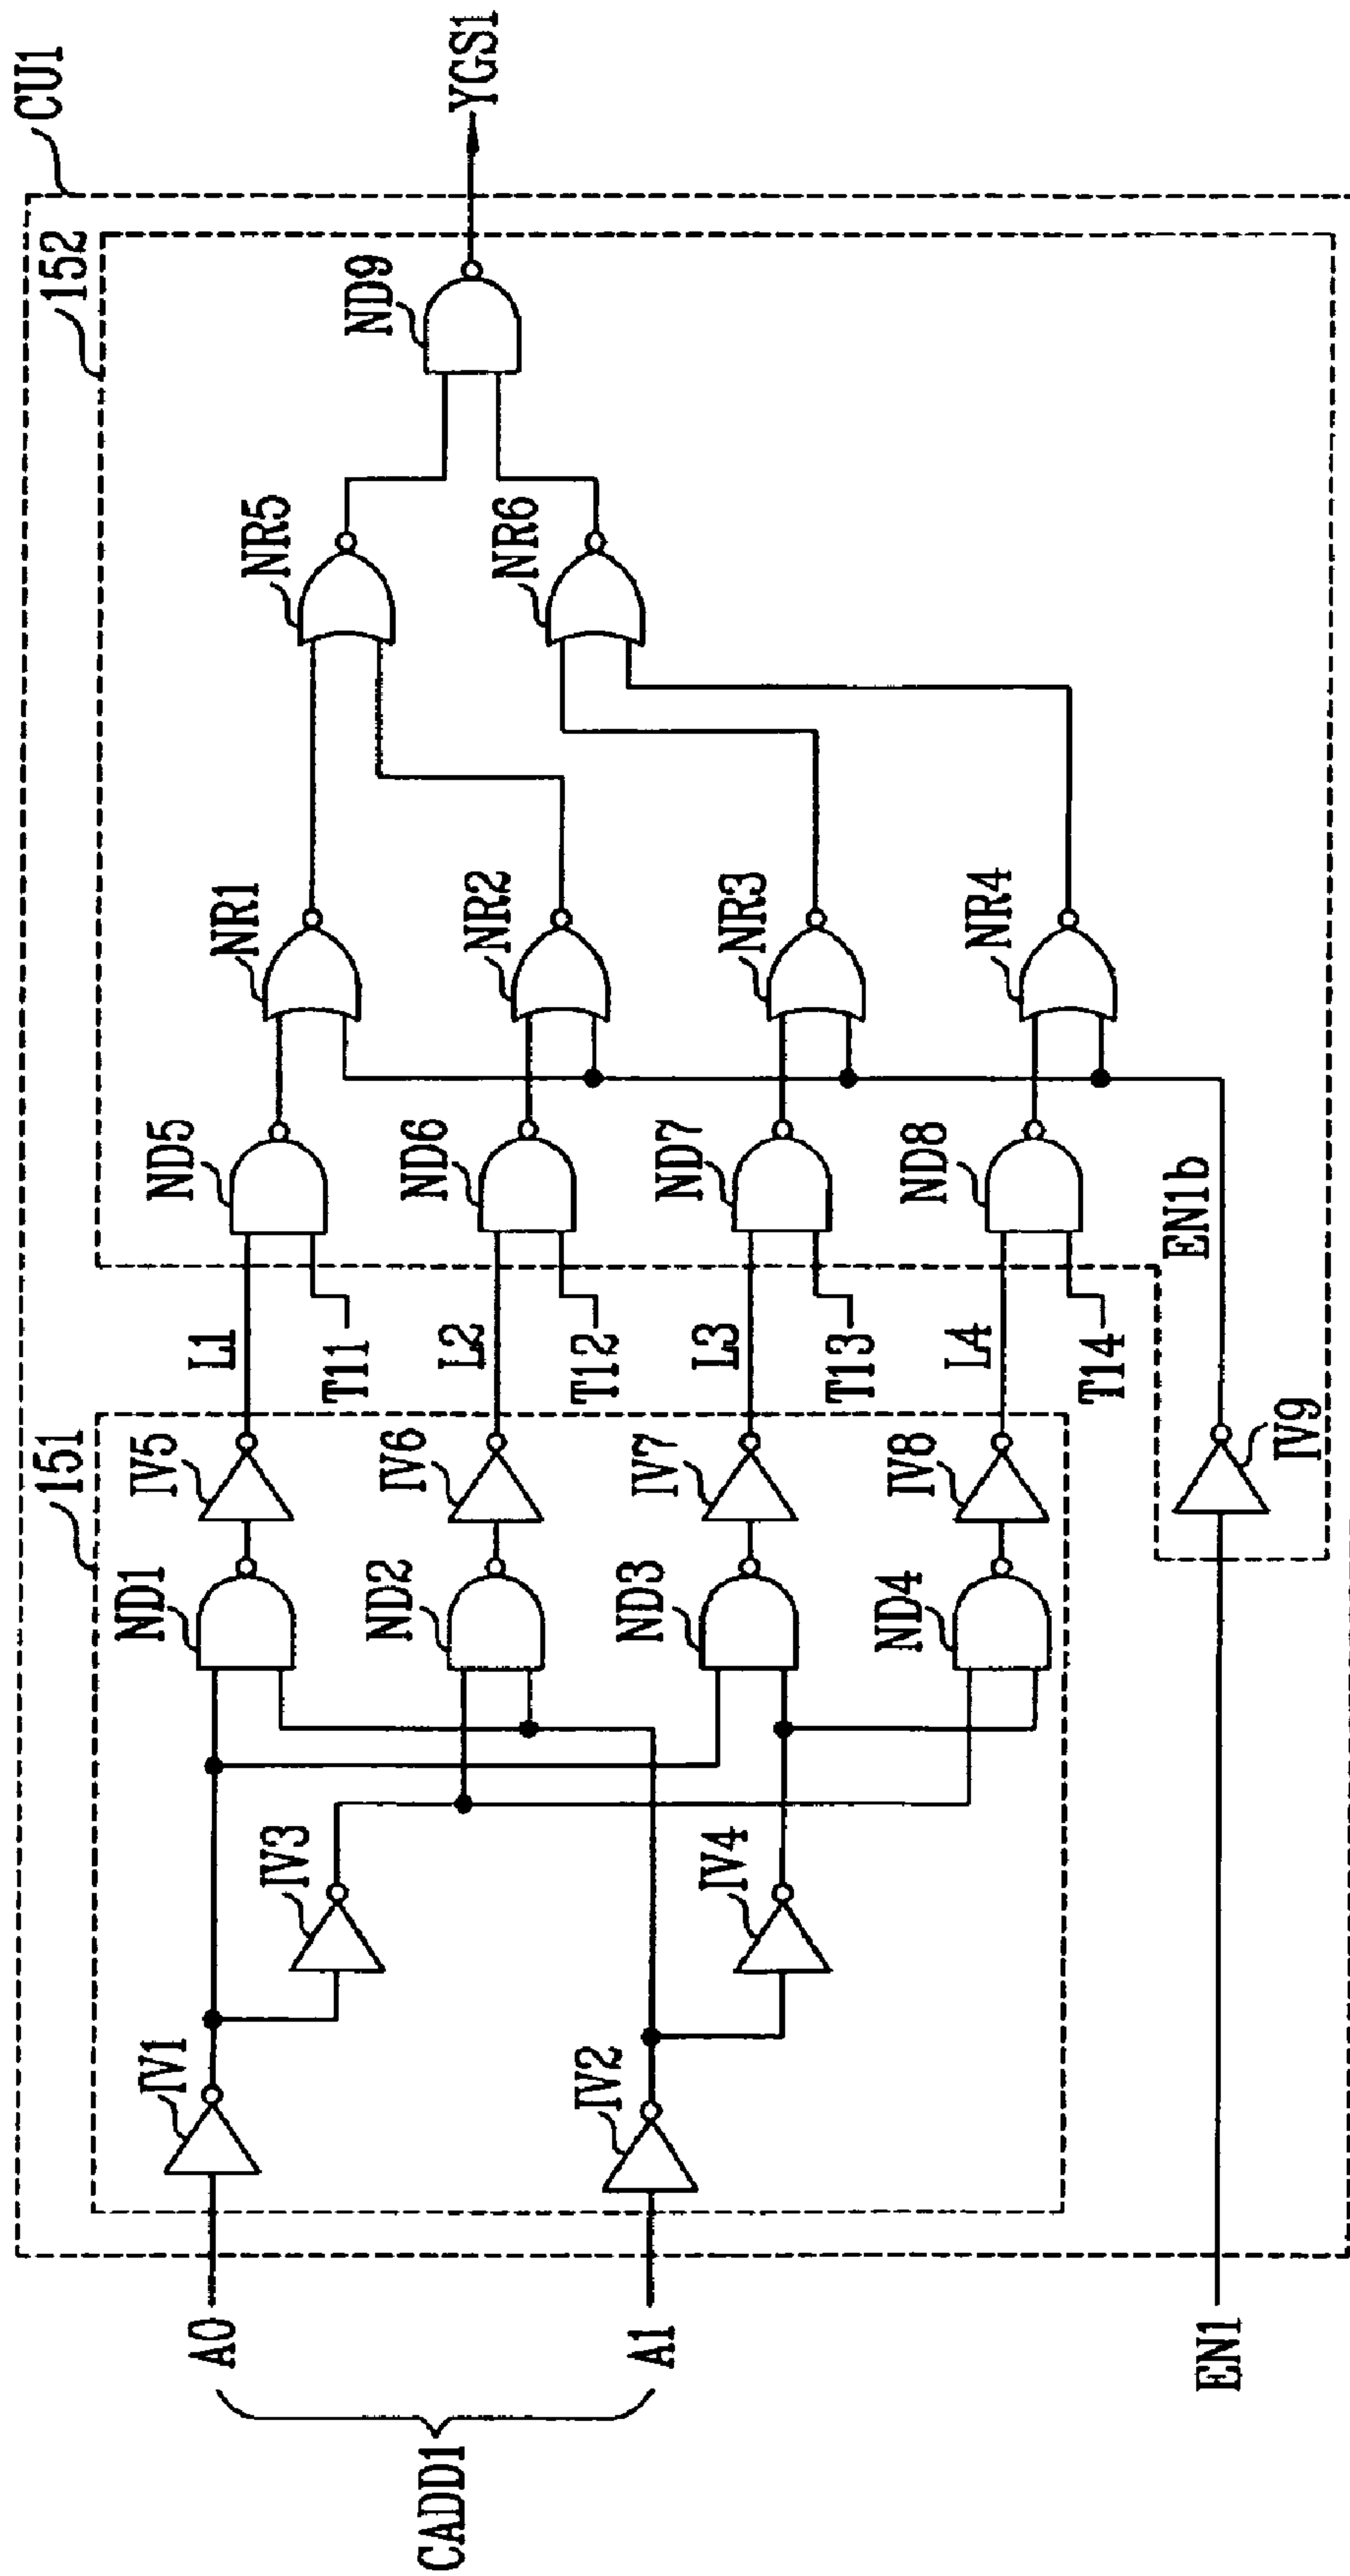 CU1
152
YGS1
ND9
NR5
NR6
NR1
NR2
NR3
NR4
ND5
ND6
ND7
ND8
EN1b
L1
T11
L2
T12
L3
T13
L4
T14
151
IV5
IV6
IV7
IV8
IV9
ND1
ND2
ND3
ND4
IV3
IV4
IV1
IV2
A0
A1
EN1
CADD1